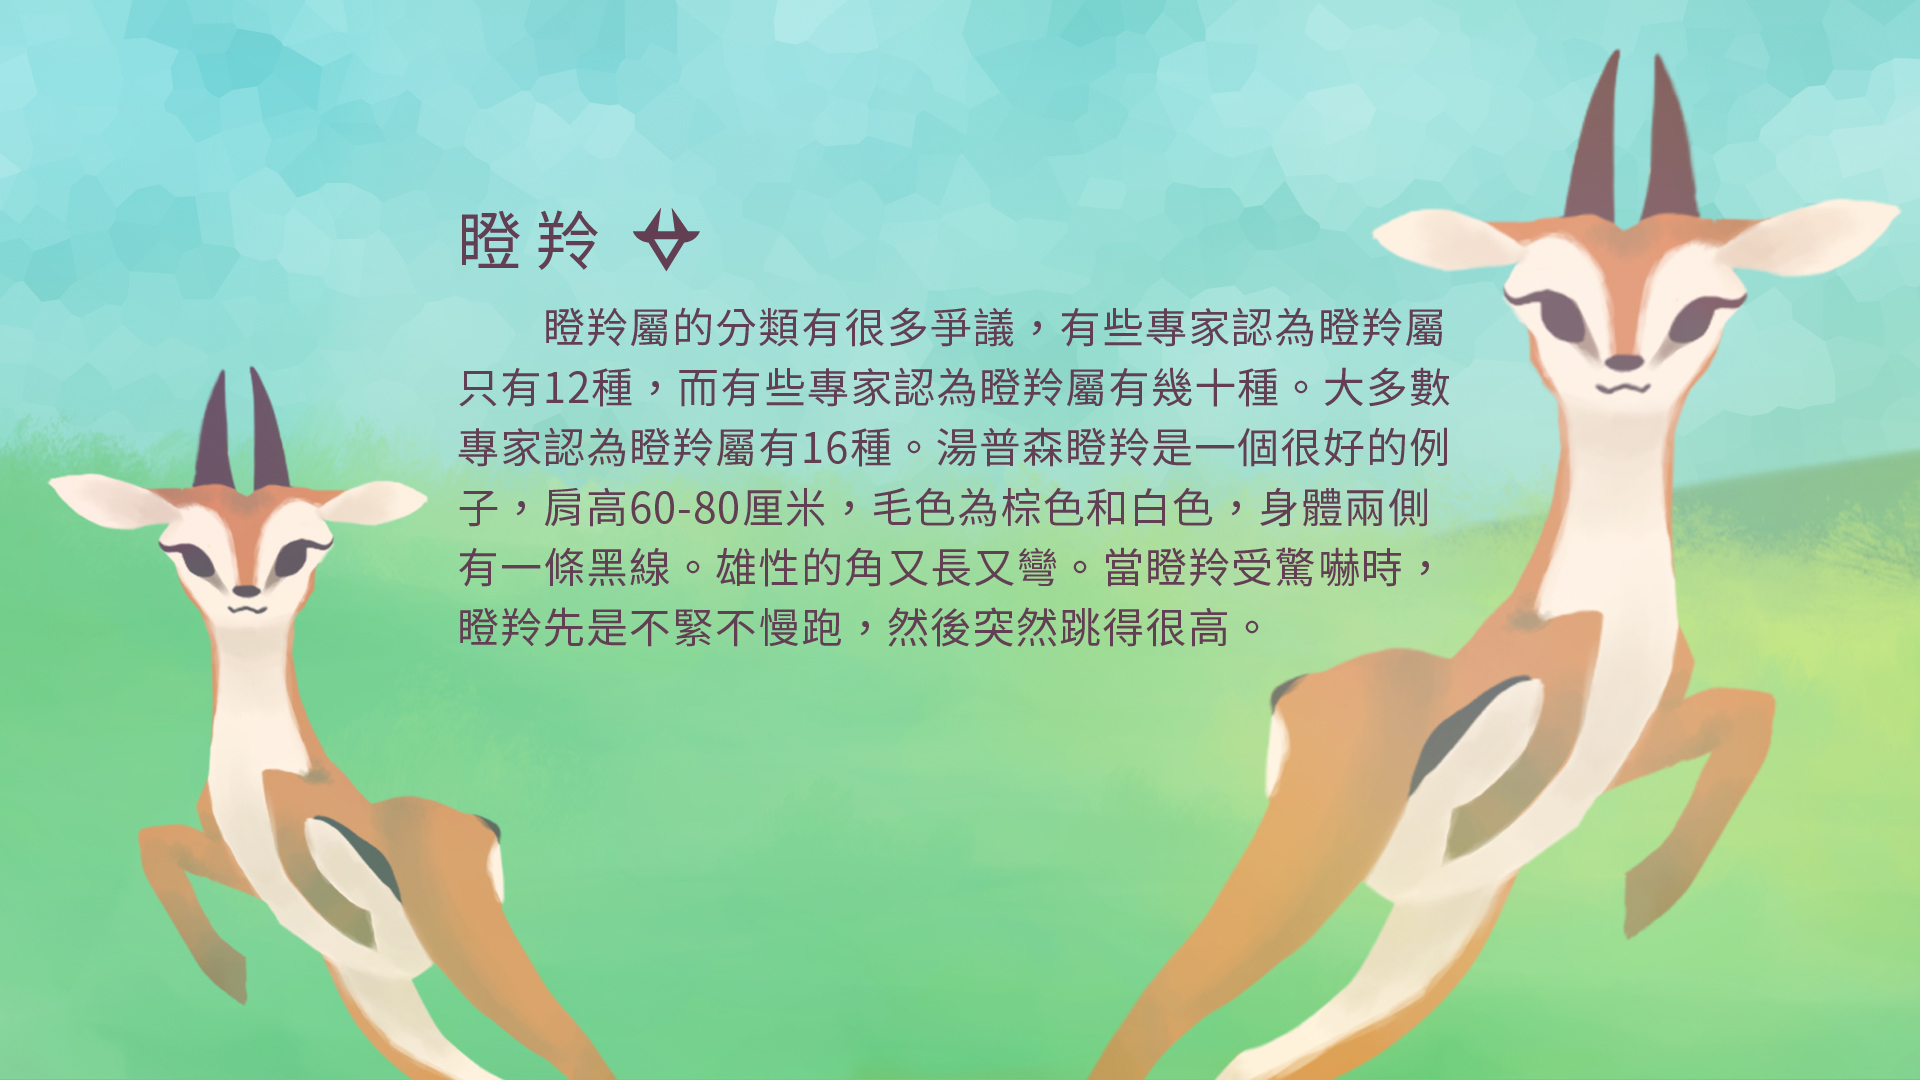 瞪羚
瞪羚屬的分類有很多爭議，有些專家認為瞪羚屬
只有12種，而有些專家認為瞪羚屬有幾十種。大多數
專家認為瞪羚屬有16種。湯普森瞪羚是一個很好的例
子，肩高60-80厘米，毛色為棕色和白色，身體兩側
有一條黑線。雄性的角又長又彎。當瞪羚受驚嚇時，
瞪羚先是不緊不慢跑，然後突然跳得很高。